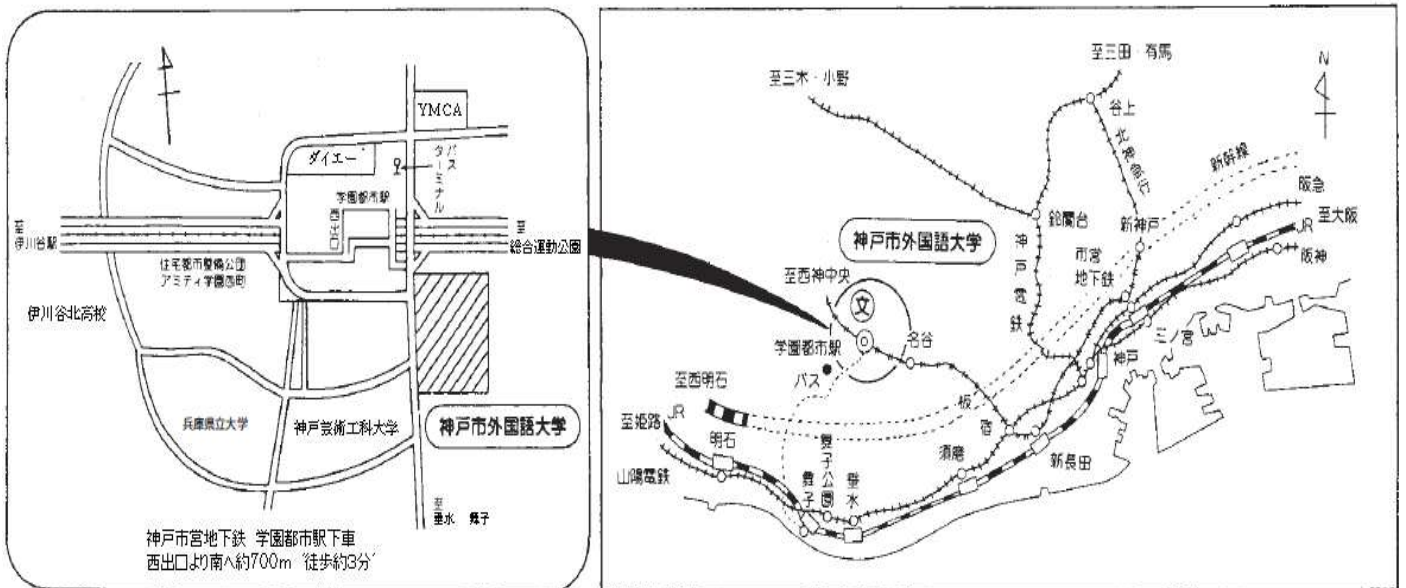 YMCA
ダイエー
バス
ターミナル
学園都市駅
西出口
至
伊川谷駅
至
総合運動公園
住宅都市整備公団
アミティ学園西町
伊川谷北高校
兵庫県立大学
神戸芸術工科大学
神戸市外国語大学
至
垂水 舞子
神戸市営地下鉄 学園都市駅下車
西出口より南へ約700m 徒歩約3分
至三田・有馬
至三木・小野
N
谷上
新幹線
阪急
至大阪
JR
阪神
鈴蘭台
新神戸
神戸市外国語大学
神戸電鉄
市営
地下鉄
至西神中央
文
学園都市駅
名谷
バス
三ノ宮
神戸
至西明石
板
宿
至姫路
JR
明石
山陽電鉄
舞子公園
舞子
垂水
須磨
新長田